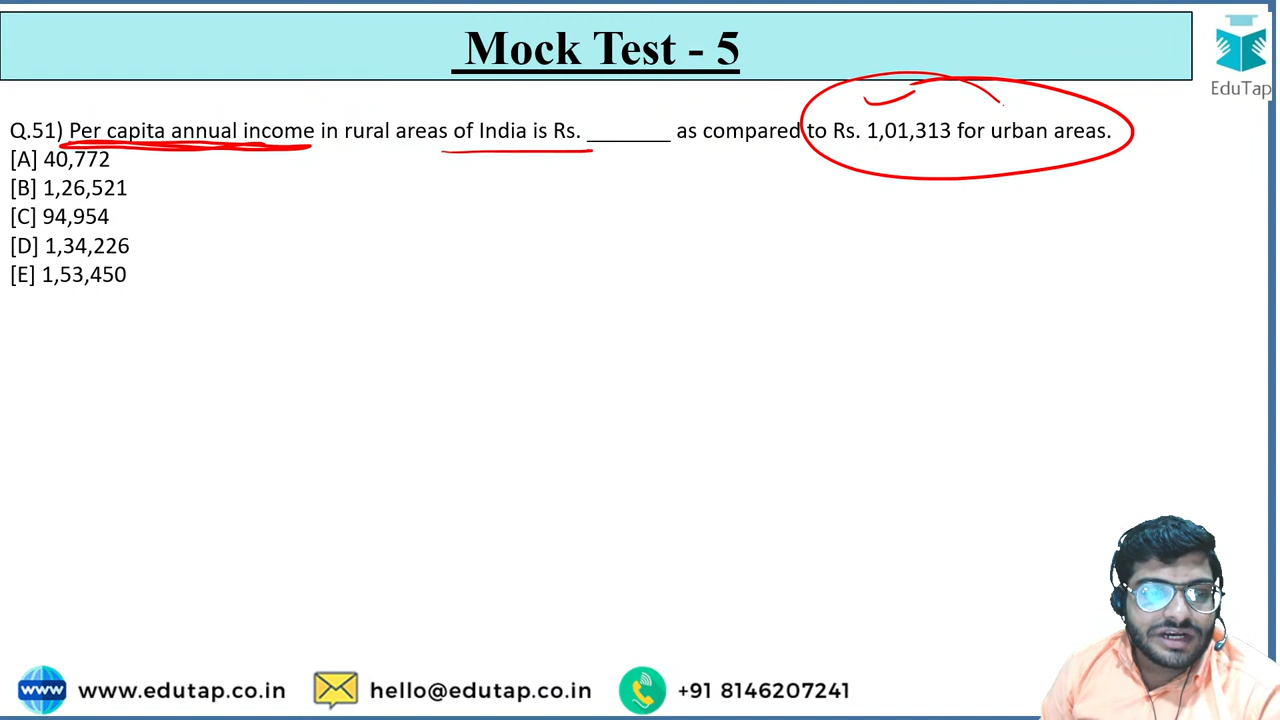 Mock Test - 5
EduTap
Q.51) Per capita annual income in rural areas of India is Rs. _______ as compared to Rs. 1,01,313 for urban areas.
[A] 40,772
[B] 1,26,521
[C] 94,954
[D] 1,34,226
[E] 1,53,450
www www.edutap.co.in hello@edutap.co.in +91 8146207241